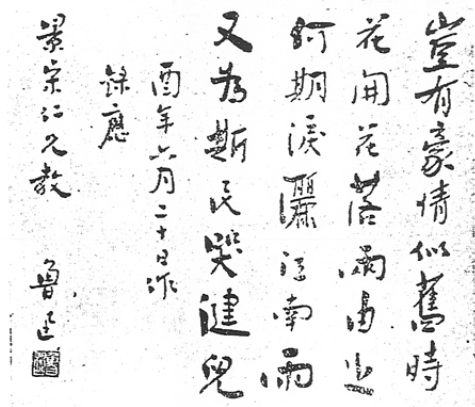 豈有豪情似舊時
花開花落兩由之
何期淚灑江南雨
又為斯民哭健兒
酉年六月二十日作
錄應
景宋仁兄教
魯迅